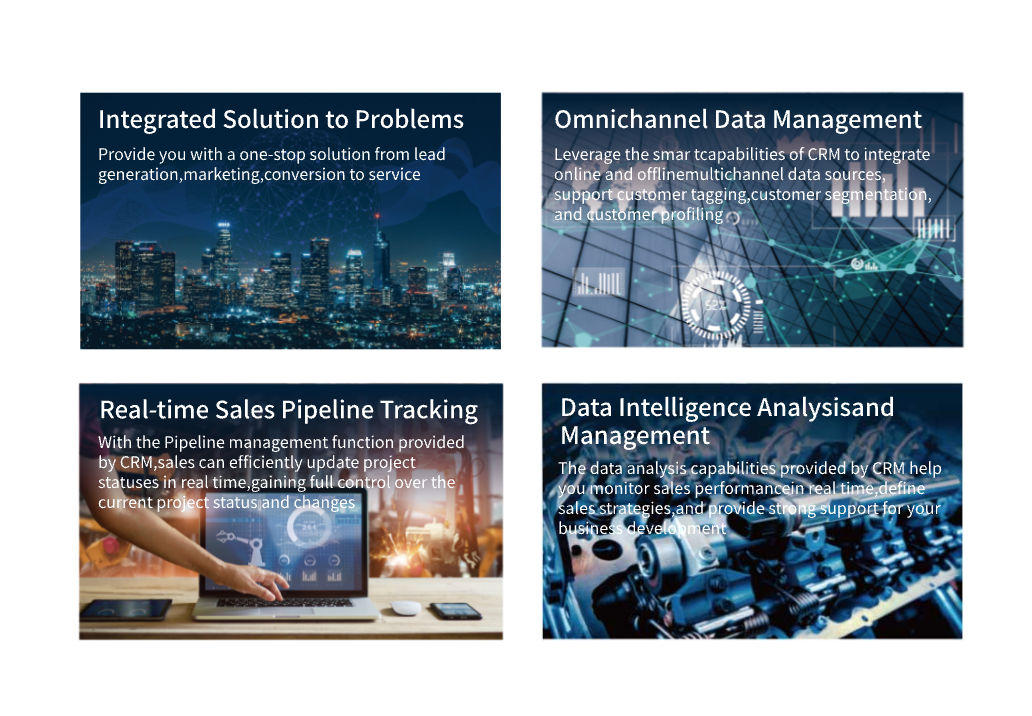 Integrated Solution to Problems
Provide you with a one-stop solution from lead
generation,marketing,conversion to service
Omnichannel Data Management
Leverage the smar tcapabilities of CRM to integrate
online and offlinemultichannel data sources,
support customer tagging,customer segmentation,
and customer profiling
52%
Real-time Sales Pipeline Tracking
With the Pipeline management function provided
by CRM,sales can efficiently update project
statuses in real time,gaining full control over the
current project status and changes
Data Intelligence Analysisand
Management
The data analysis capabilities provided by CRM help
you monitor sales performancein real time,define
sales strategies,and provide strong support for your
business development